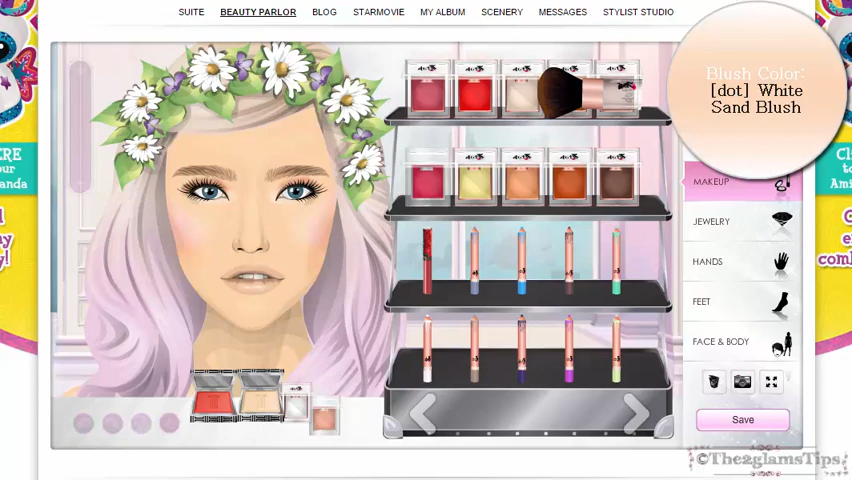 SUITE
BEAUTY PARLOR
BLOG
STARMOVIE
MY ALBUM
SCENERY
MESSAGES
STYLIST STUDIO
Blush Color:
[dot] White
Sand Blush
MAKEUP
JEWELRY
HANDS
FEET
FACE & BODY
Save
©The2glamsTips